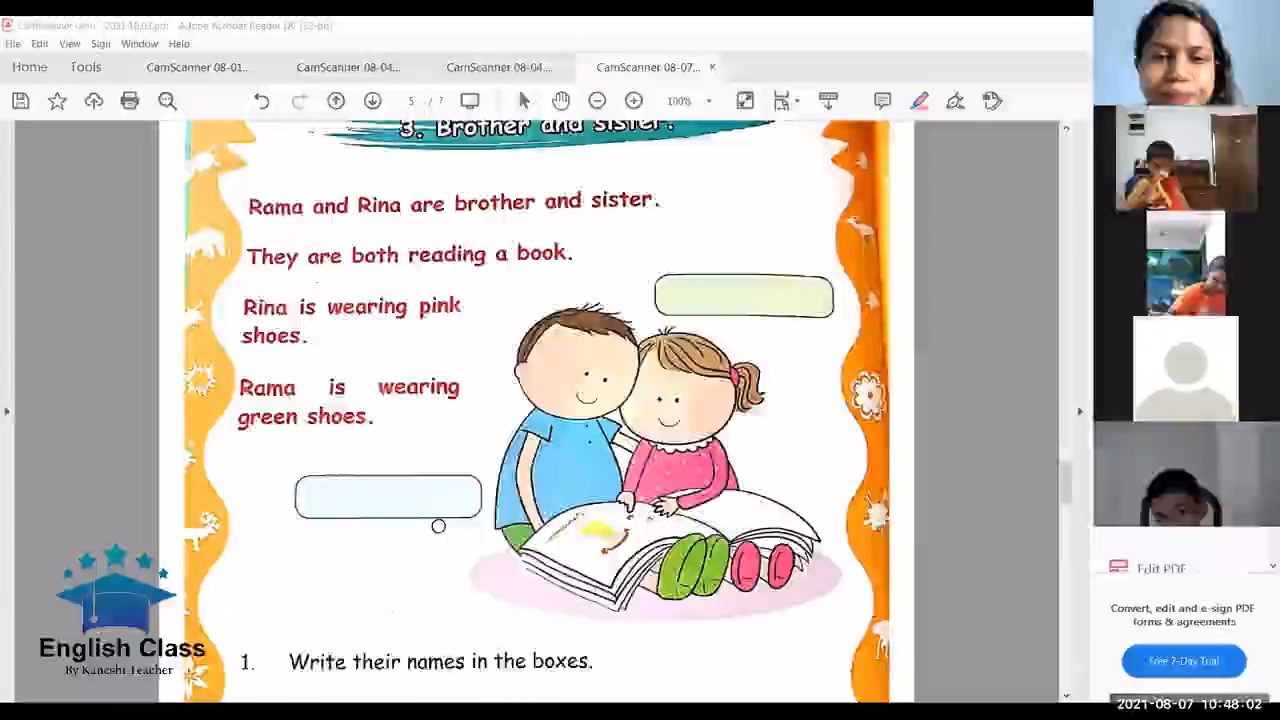 File Edit View Sign Window Help
Home Tools CamScanner 08-01... CamScanner 08-04... CamScanner 08-04... CamScanner 08-07... ×
5 / 7 100%
3. Brother and sister.
Rama and Rina are brother and sister.
They are both reading a book.
Rina is wearing pink
shoes.
Rama is wearing
green shoes.
1. Write their names in the boxes.
English Class
By Kaneshi Teacher
Edit PDF
Convert, edit and e-sign PDF
forms & agreements
Free 7-Day Trial
2021-08-07 10:48:02